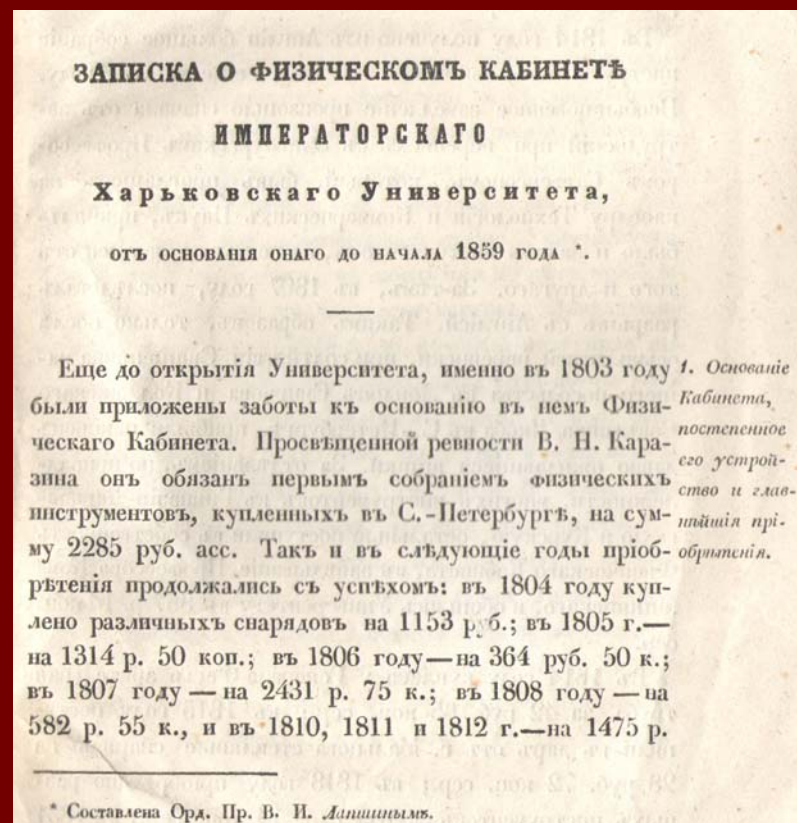 ЗАПИСКА О ФИЗИЧЕСКОМЪ КАБИНЕТѢ
ИМПЕРАТОРСКАГО
Харьковскаго Университета,
отъ основанія онаго до начала 1859 года *.
Еще до открытія Университета, именно въ 1803 году
были приложены заботы къ основанію въ немъ Физи-
ческаго Кабинета. Просвѣщенной ревности В. Н. Кара-
зина онъ обязанъ первымъ собраніемъ физическихъ
инструментовъ, купленныхъ въ С.-Петербургѣ, на сум-
му 2285 руб. асс. Такъ и въ слѣдующіе годы пріоб-
рѣтенія продолжались съ успѣхомъ: въ 1804 году куп-
лено различныхъ снарядовъ на 1153 руб.; въ 1805 г.—
на 1314 р. 50 коп.; въ 1806 году—на 364 руб. 50 к.;
въ 1807 году — на 2431 р. 75 к.; въ 1808 году — на
582 р. 55 к., и въ 1810, 1811 и 1812 г.—на 1475 р.
1. Основаніе
Кабинета,
постепенное
его устрой-
ство и глав-
нѣйшія прі-
обрѣтенія.
* Составлена Орд. Пр. В. И. Лапшинымъ.